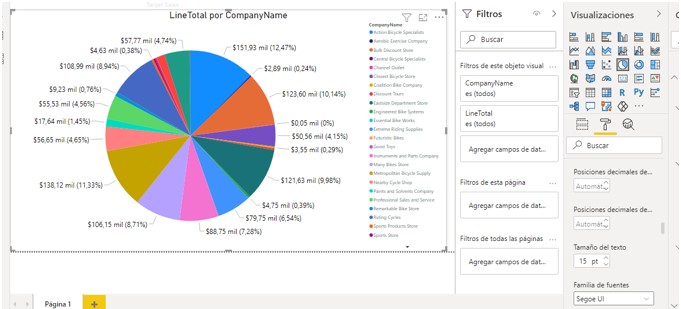 LineTotal por CompanyName
$57,77 mil (4,74%)
$4,63 mil (0,38%)
$108,99 mil (8,94%)
$9,23 mil (0,76%)
$55,53 mil (4,56%)
$17,64 mil (1,45%)
$56,65 mil (4,65%)
$138,12 mil (11,33%)
$106,15 mil (8,71%)
$88,75 mil (7,28%)
$79,75 mil (6,54%)
$4,75 mil (0,39%)
$121,63 mil (9,98%)
$3,55 mil (0,29%)
$50,56 mil (4,15%)
$0,05 mil (0%)
$123,60 mil (10,14%)
$2,89 mil (0,24%)
$151,93 mil (12,47%)
CompanyName
Action Bicycle Specialists
Aerobic Exercise Company
Bulk Discount Store
Central Bicycle Specialists
Channel Outlet
Closest Bicycle Store
Coalition Bike Company
Discount Tours
Eastside Department Store
Engineered Bike Systems
Essential Bike Works
Extreme Riding Supplies
Futuristic Bikes
Good Toys
Instruments and Parts Company
Many Bikes Store
Metropolitan Bicycle Supply
Nearby Cycle Shop
Paints and Solvents Company
Professional Sales and Service
Remarkable Bike Store
Riding Cycles
Sports Products Store
Sports Store
Página 1
Filtros
Buscar
Filtros de este objeto visual
CompanyName
es (todos)
LineTotal
es (todos)
Agregar campos de dat...
Filtros de esta página
Agregar campos de dat...
Filtros de todas las páginas
Agregar campos de dat...
Visualizaciones
Buscar
Posiciones decimales de...
Automát
Posiciones decimales de...
Automát
Tamaño del texto
15 pt
Familia de fuentes
Segoe UI